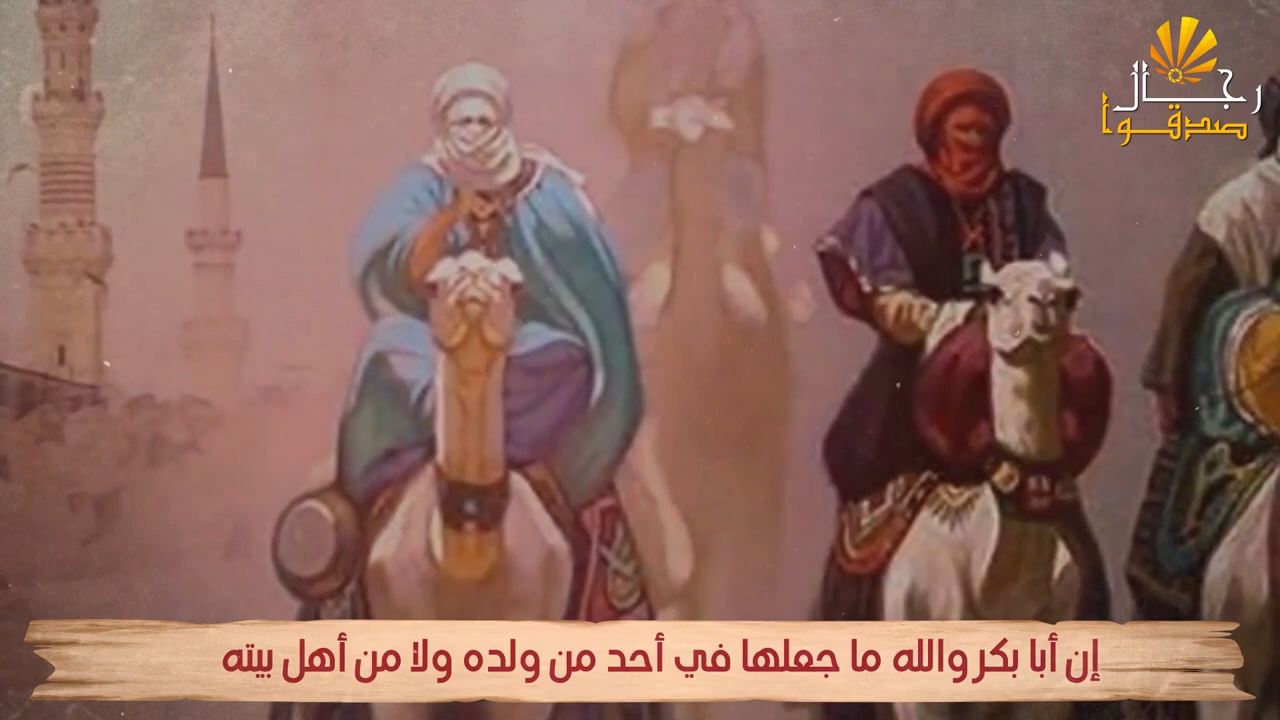 رجال
صدقوا
إن أبا بكر والله ما جعلها في أحد من ولده ولا من أهل بيته